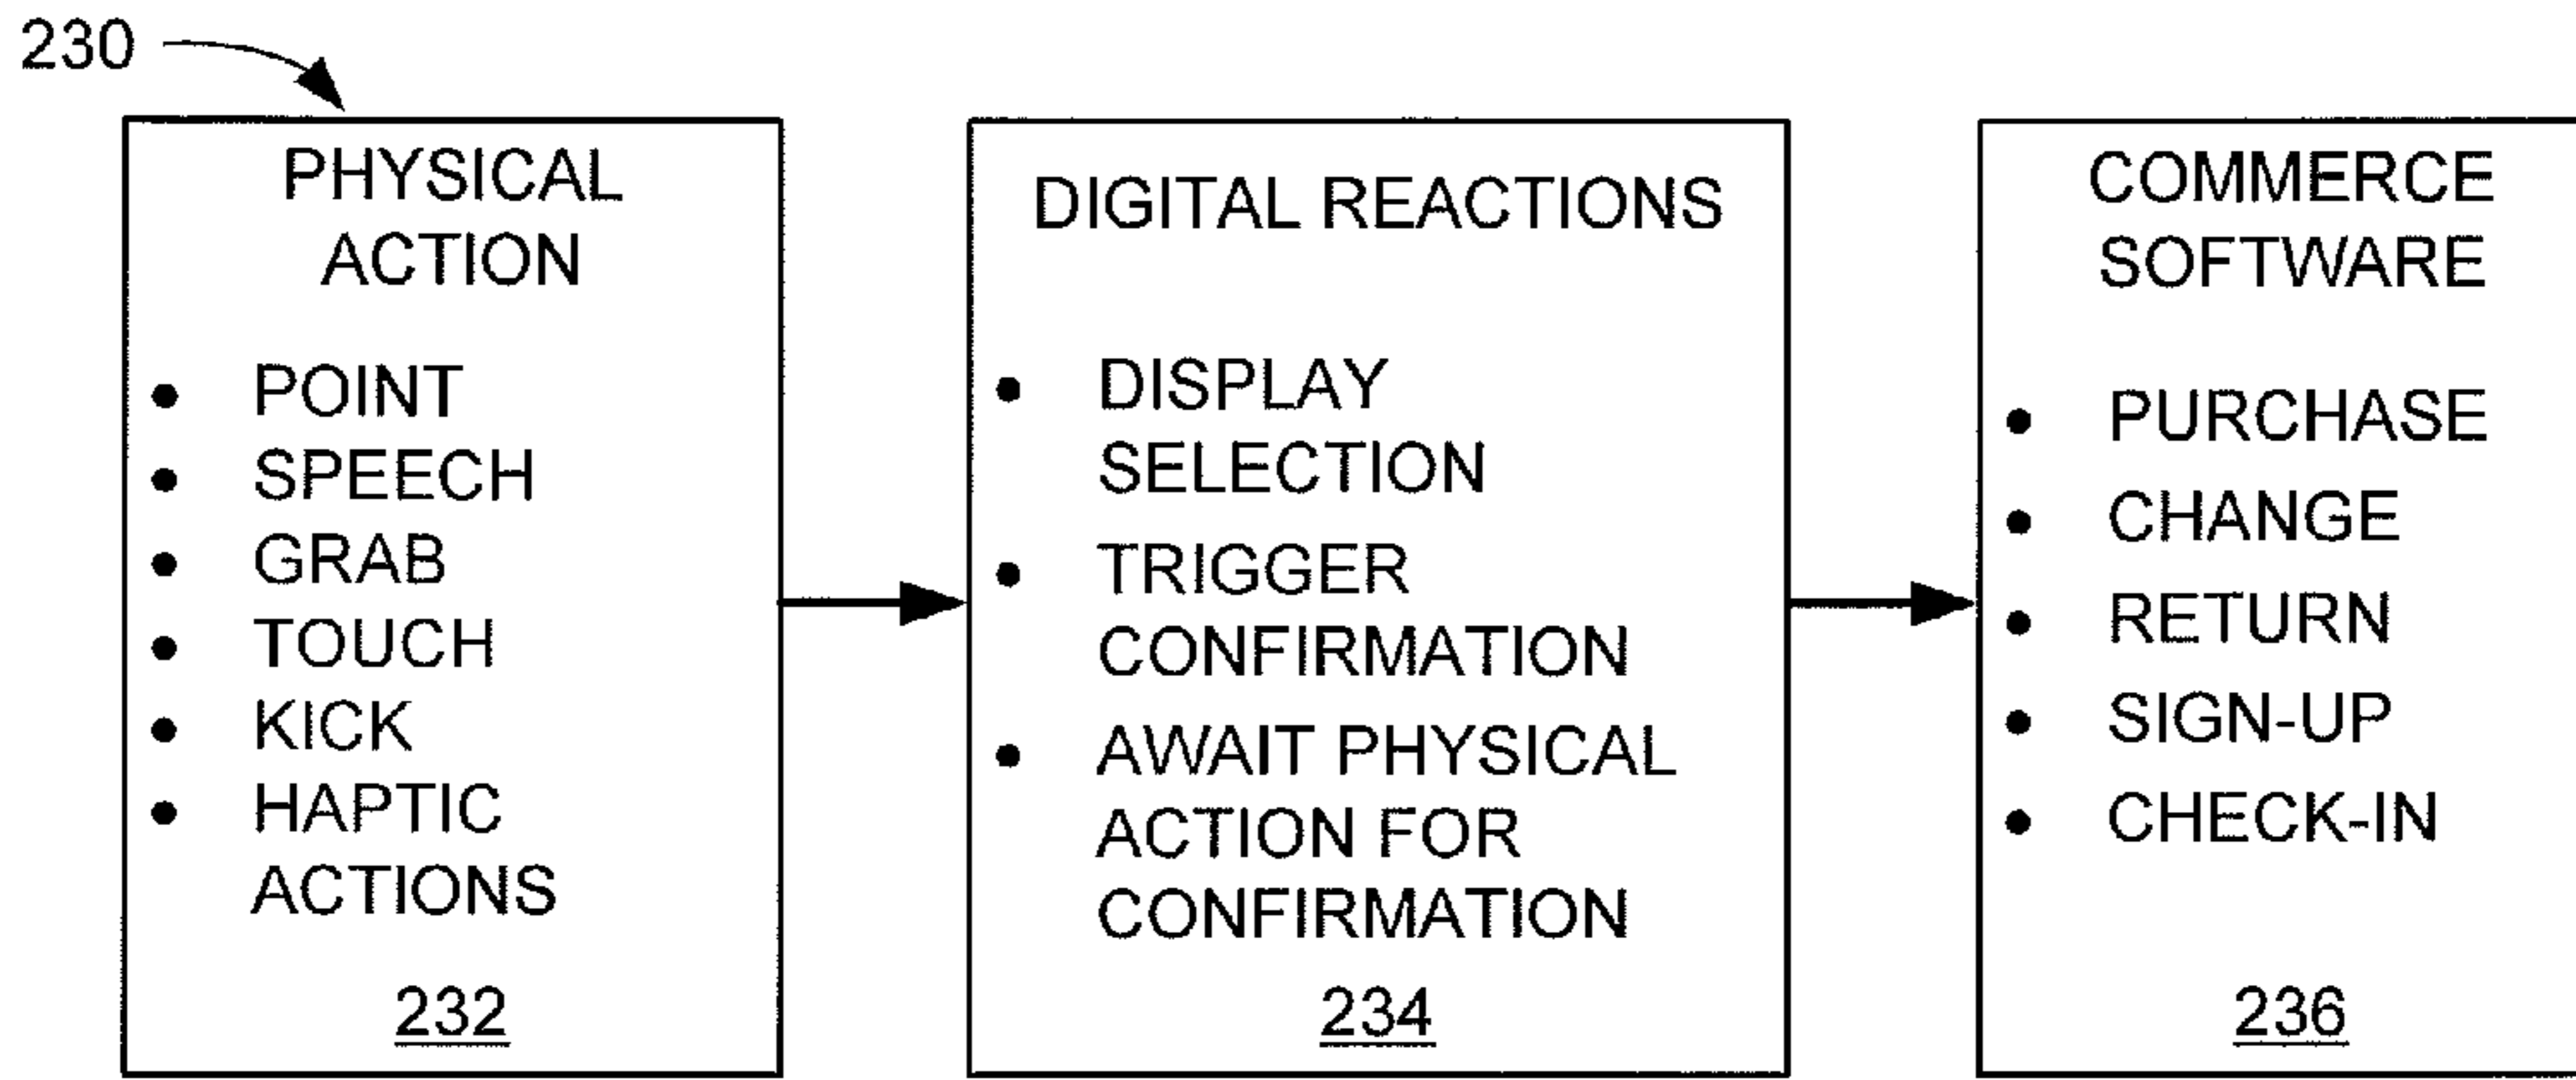 230
PHYSICAL
ACTION
• POINT
• SPEECH
• GRAB
• TOUCH
• KICK
• HAPTIC
ACTIONS
232
DIGITAL REACTIONS
• DISPLAY
SELECTION
• TRIGGER
CONFIRMATION
• AWAIT PHYSICAL
ACTION FOR
CONFIRMATION
234
COMMERCE
SOFTWARE
• PURCHASE
• CHANGE
• RETURN
• SIGN-UP
• CHECK-IN
236